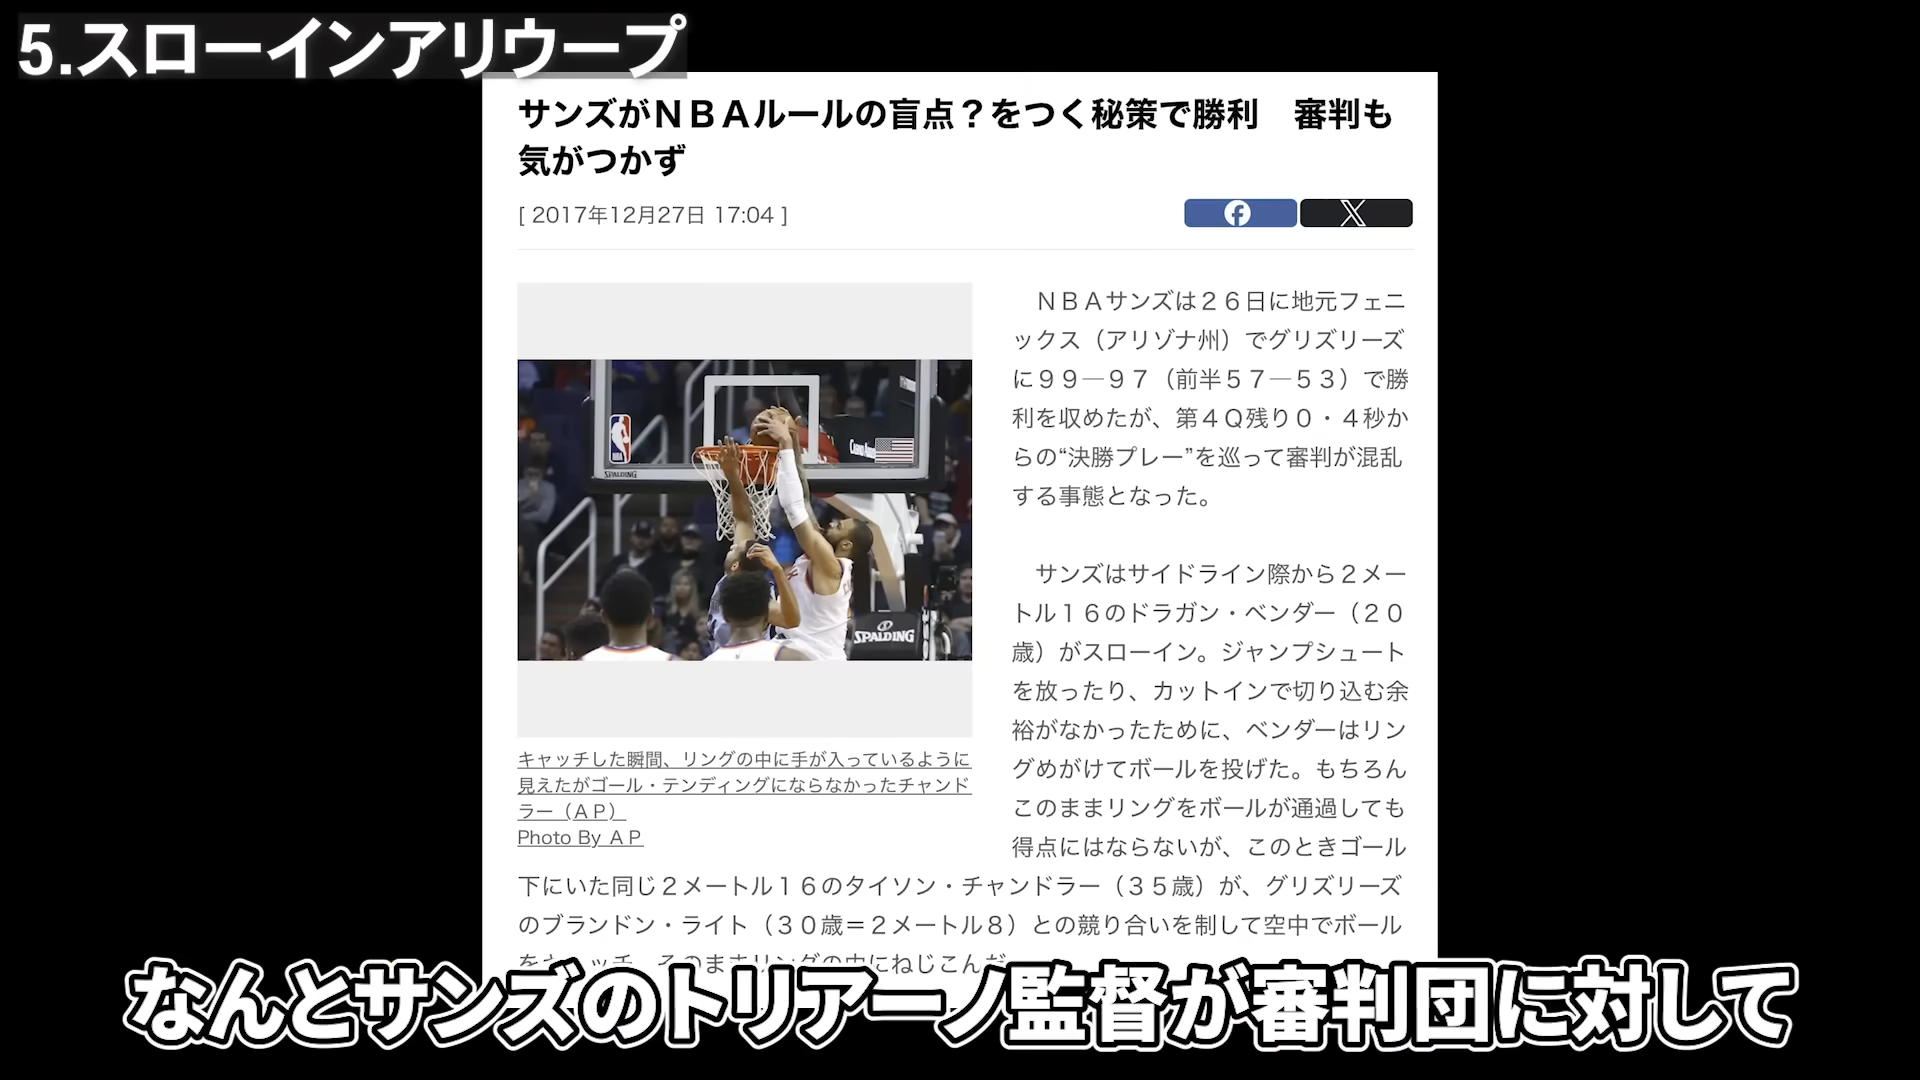 5.スローインアリウープ
サンズがＮＢＡルールの盲点？をつく秘策で勝利　審判も
気がつかず
[ 2017年12月27日 17:04 ]
　ＮＢＡサンズは２６日に地元フェニ
ックス（アリゾナ州）でグリズリーズ
に９９―９７（前半５７―５３）で勝
利を収めたが、第４Ｑ残り０・４秒か
らの“決勝プレー”を巡って審判が混乱
する事態となった。
　サンズはサイドライン際から２メー
トル１６のドラガン・ベンダー（２０
歳）がスローイン。ジャンプシュート
を放ったり、カットインで切り込む余
裕がなかったために、ベンダーはリン
グめがけてボールを投げた。もちろん
このままリングをボールが通過しても
得点にはならないが、このときゴール
下にいた同じ２メートル１６のタイソン・チャンドラー（３５歳）が、グリズリーズ
のブランドン・ライト（３０歳＝２メートル８）との競り合いを制して空中でボール
NBA
SPALDING
SPALDING
キャッチした瞬間、リングの中に手が入っているように
見えたがゴール・テンディングにならなかったチャンド
ラー（ＡＰ）
Photo By ＡＰ
なんとサンズのトリアーノ監督が審判団に対して